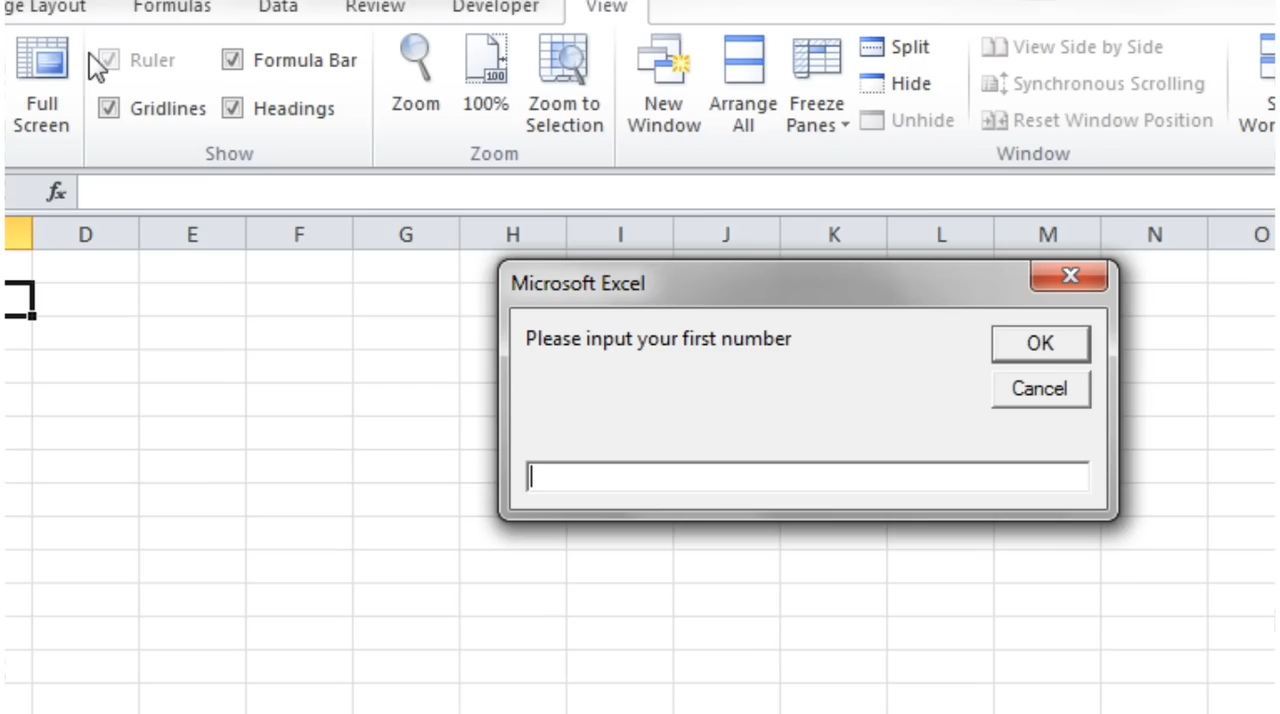 ge Layout Formulas Data Review Developer View
Ruler Formula Bar
Gridlines Headings
Full
Screen
Show
Zoom 100% Zoom to
Selection
100
Zoom
New
Window
Arrange
All
Freeze
Panes
Split
Hide
Unhide
View Side by Side
Synchronous Scrolling
Reset Window Position
Window
S
Wor
fx
D E F G H I J K L M N O
Microsoft Excel
Please input your first number
OK
Cancel